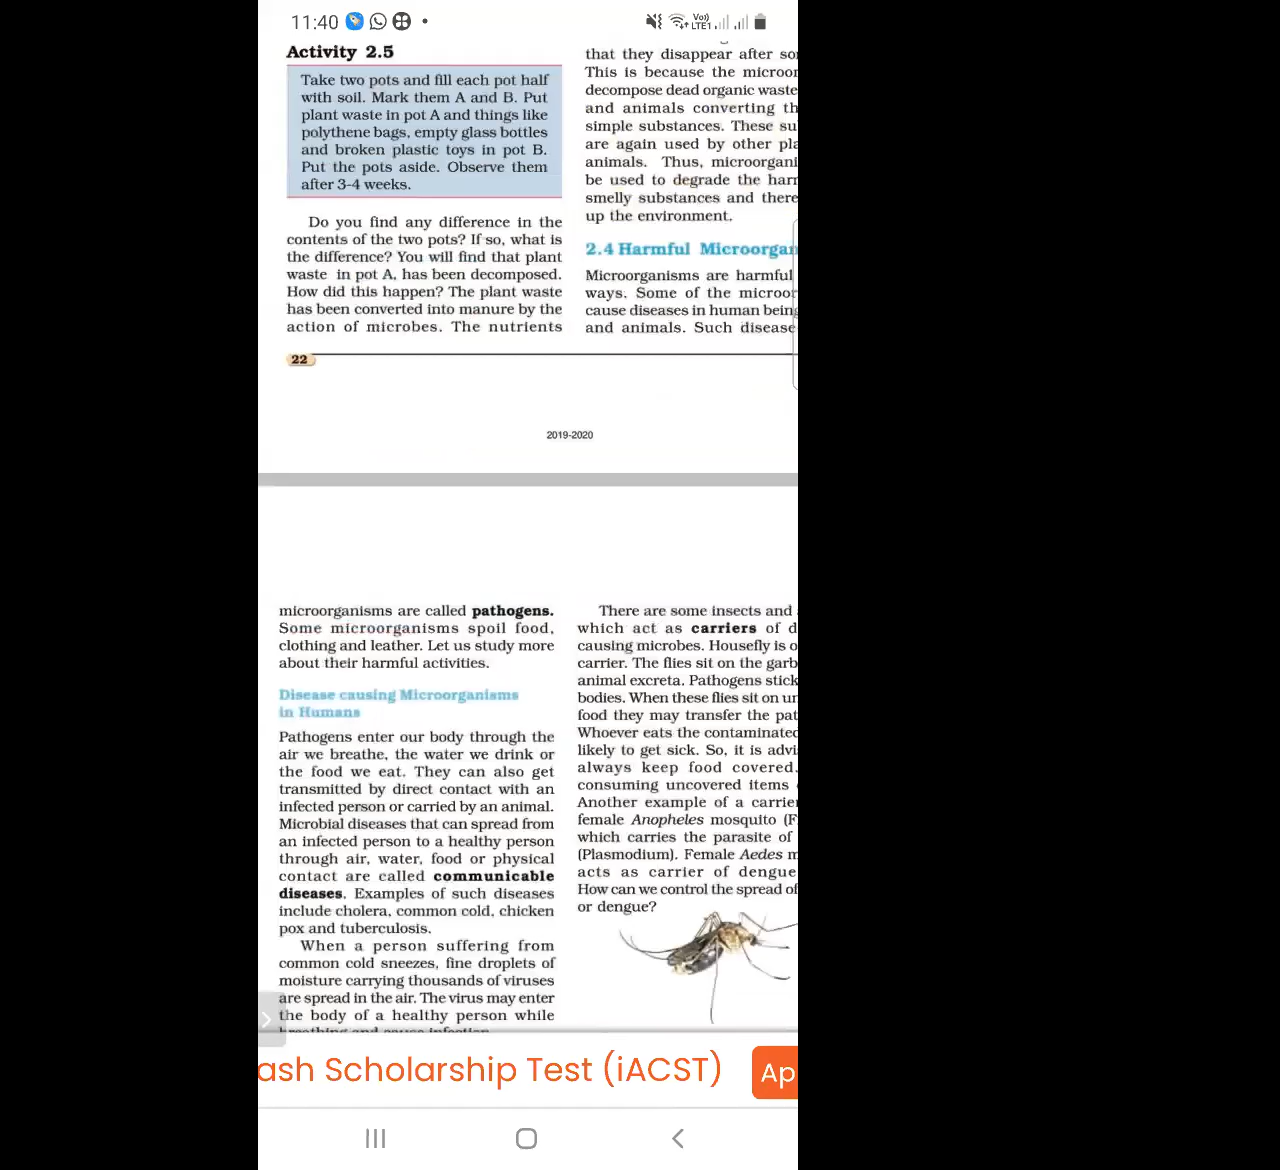 11:40
Vo)) LTE1
Activity 2.5
Take two pots and fill each pot half
with soil. Mark them A and B. Put
plant waste in pot A and things like
polythene bags, empty glass bottles
and broken plastic toys in pot B.
Put the pots aside. Observe them
after 3-4 weeks.
Do you find any difference in the
contents of the two pots? If so, what is
the difference? You will find that plant
waste in pot A, has been decomposed.
How did this happen? The plant waste
has been converted into manure by the
action of microbes. The nutrients
that they disappear after so
This is because the microor
decompose dead organic waste
and animals converting th
simple substances. These su
are again used by other pla
animals. Thus, microorgani
be used to degrade the harm
smelly substances and there
up the environment.
2.4 Harmful Microorgan
Microorganisms are harmful
ways. Some of the microor
cause diseases in human being
and animals. Such disease
22
2019-2020
microorganisms are called pathogens.
Some microorganisms spoil food,
clothing and leather. Let us study more
about their harmful activities.
Disease causing Microorganisms
in Humans
Pathogens enter our body through the
air we breathe, the water we drink or
the food we eat. They can also get
transmitted by direct contact with an
infected person or carried by an animal.
Microbial diseases that can spread from
an infected person to a healthy person
through air, water, food or physical
contact are called communicable
diseases. Examples of such diseases
include cholera, common cold, chicken
pox and tuberculosis.
When a person suffering from
common cold sneezes, fine droplets of
moisture carrying thousands of viruses
are spread in the air. The virus may enter
the body of a healthy person while
breathing and cause infection.
There are some insects and
which act as carriers of d
causing microbes. Housefly is o
carrier. The flies sit on the garb
animal excreta. Pathogens stick
bodies. When these flies sit on un
food they may transfer the pat
Whoever eats the contaminated
likely to get sick. So, it is advi
always keep food covered.
consuming uncovered items
Another example of a carrie
female Anopheles mosquito (F
which carries the parasite of
(Plasmodium). Female Aedes m
acts as carrier of dengue
How can we control the spread of
or dengue?
ash Scholarship Test (iACST)
Ap